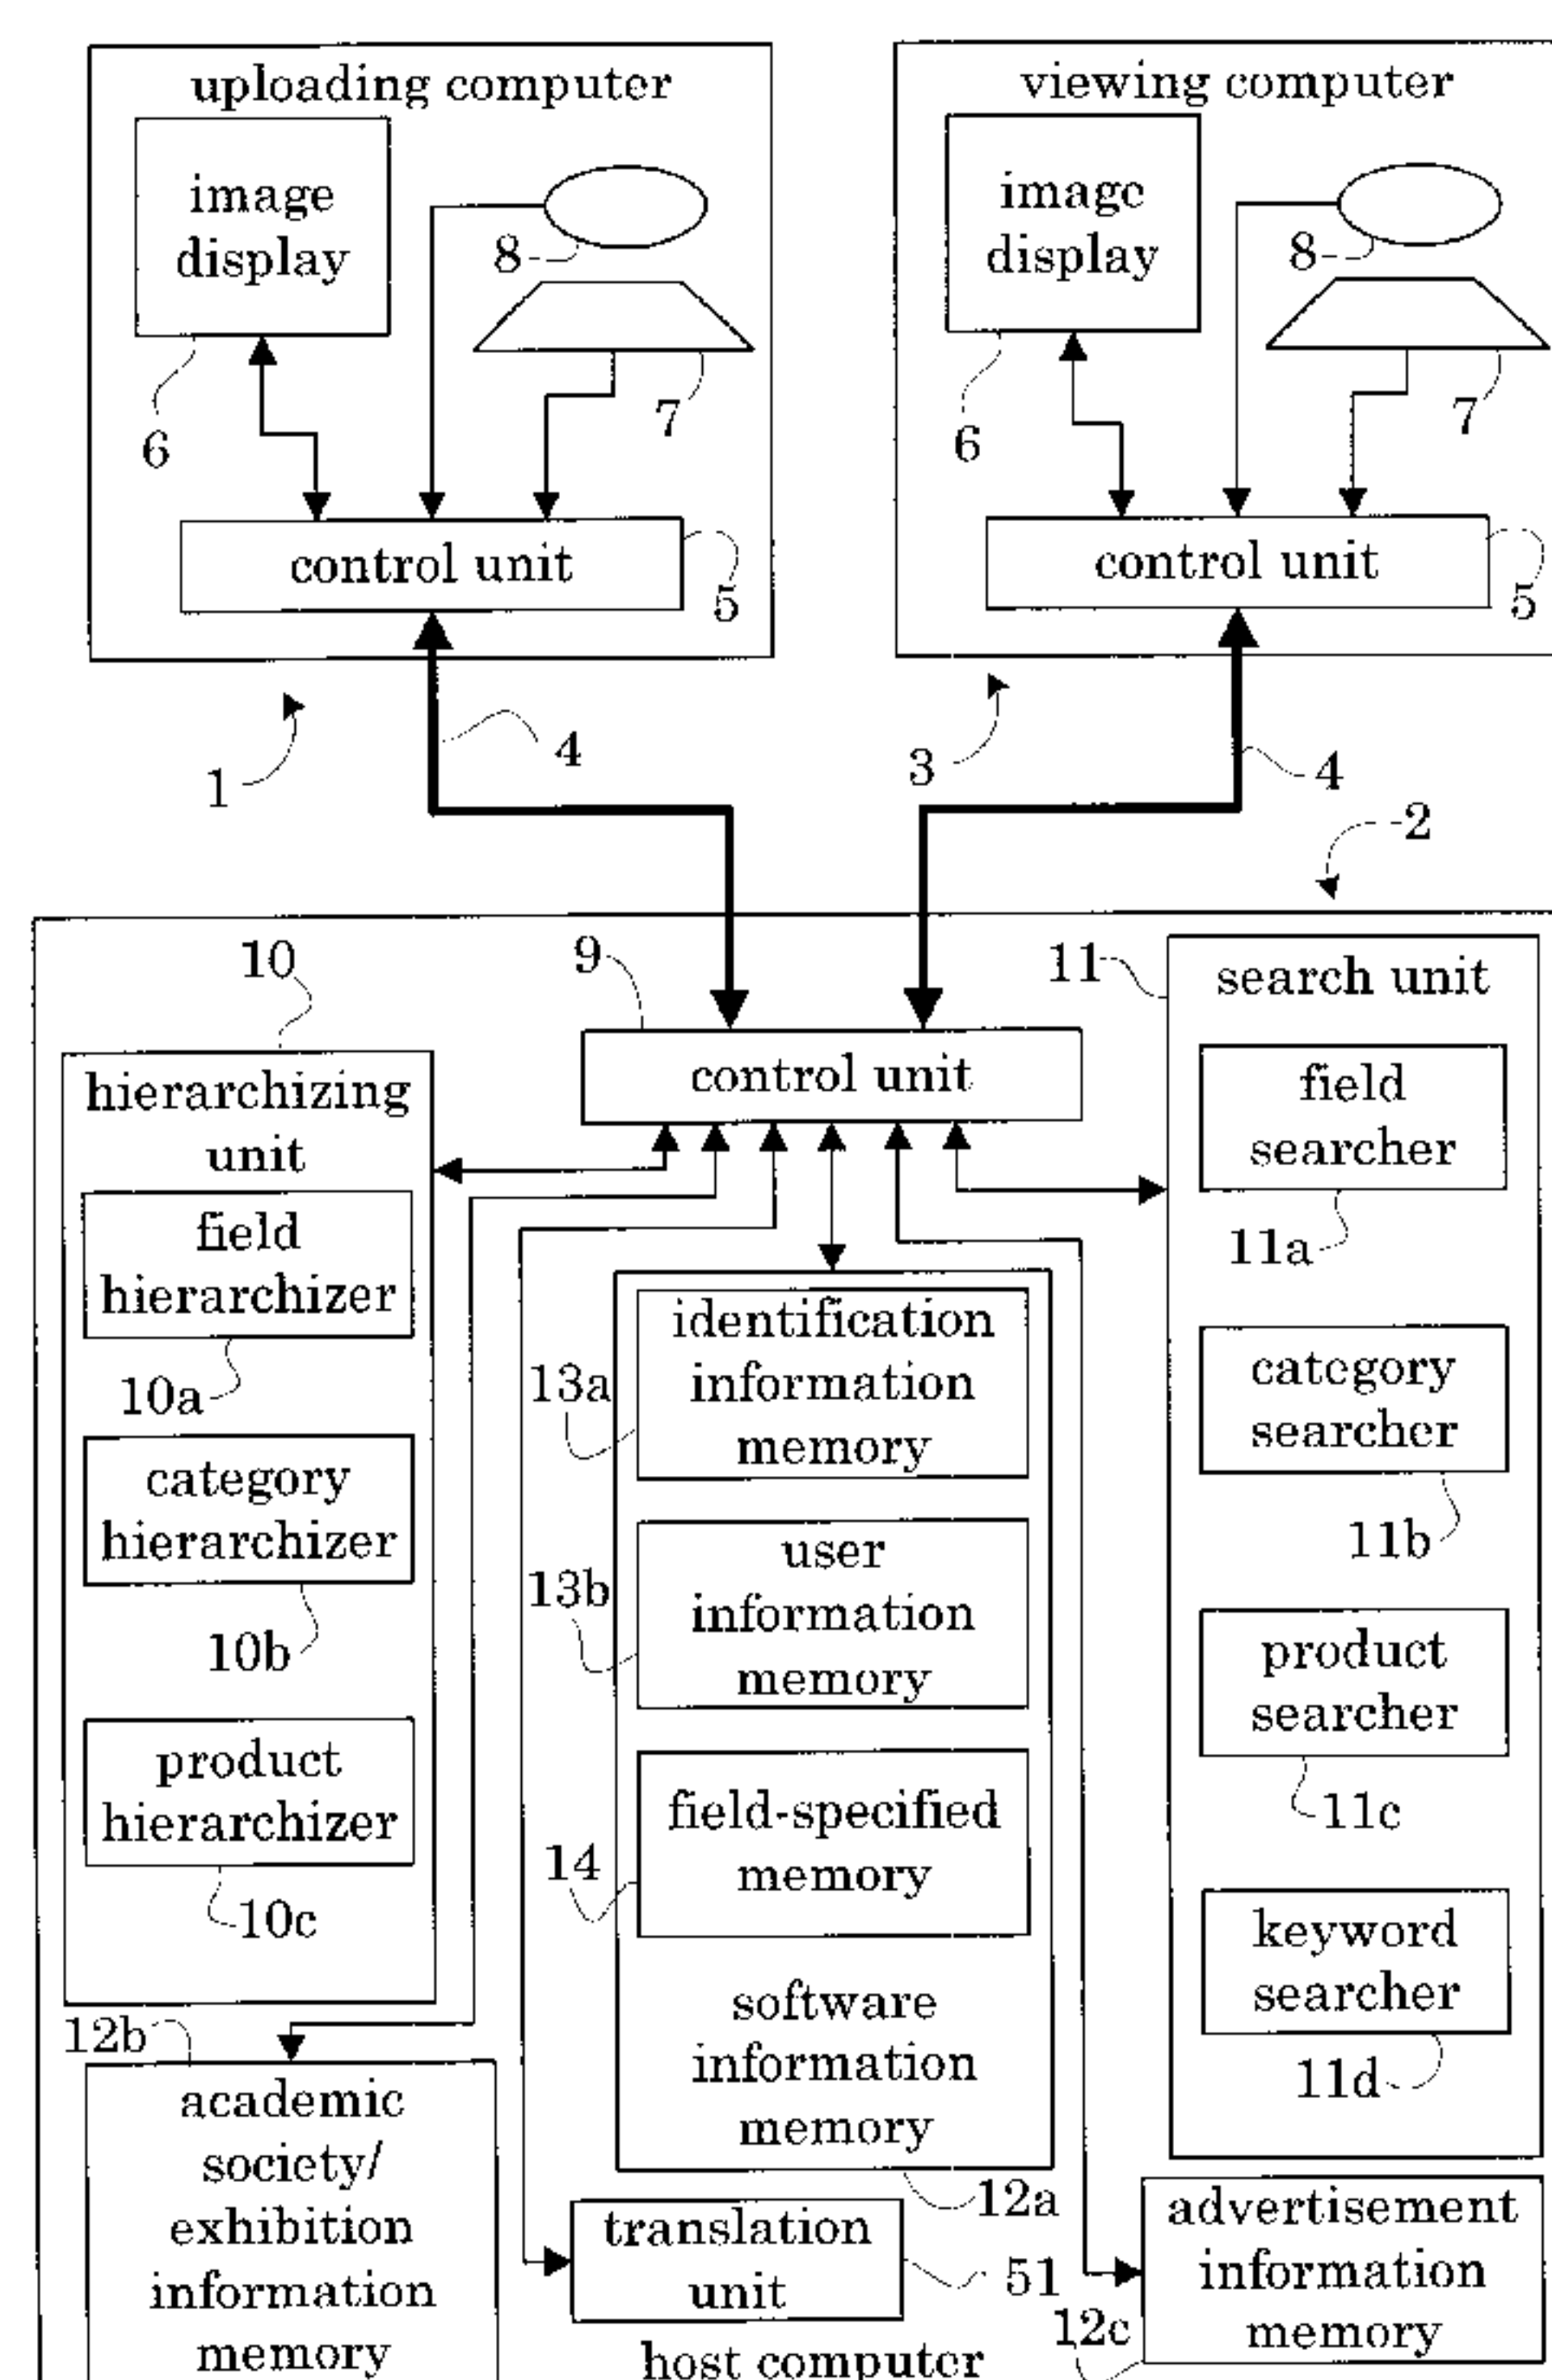 uploading computer
image
display
8
7
6
control unit
5
1
4
viewing computer
image
display
8
7
6
control unit
5
3
4
2
10
9
11
control unit
hierarchizing
unit
field
hierarchizer
10a
category
hierarchizer
10b
product
hierarchizer
10c
identification
information
memory
13a
user
information
memory
13b
field-specified
memory
14
software
information
memory
12a
search unit
field
searcher
11a
category
searcher
11b
product
searcher
11c
keyword
searcher
11d
12b
academic
society/
exhibition
information
memory
translation
unit
51
host computer
12c
advertisement
information
memory